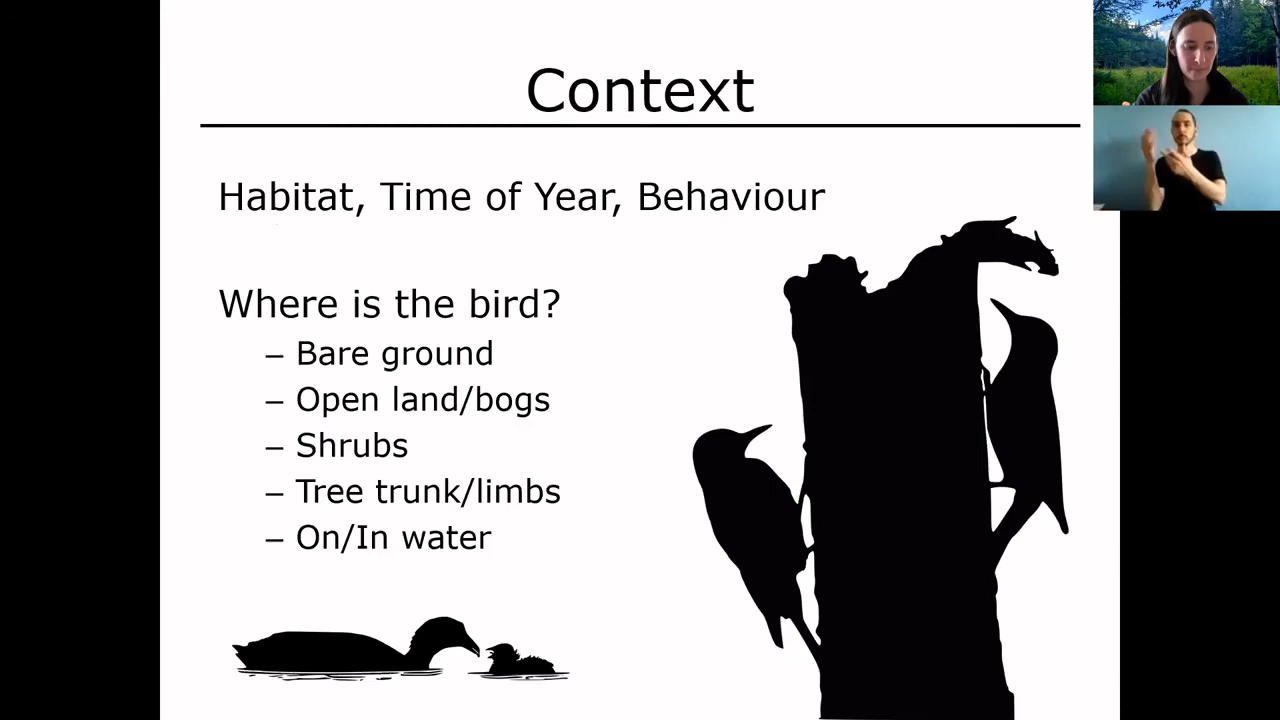 Context
Habitat, Time of Year, Behaviour
Where is the bird?
– Bare ground
– Open land/bogs
– Shrubs
– Tree trunk/limbs
– On/In water